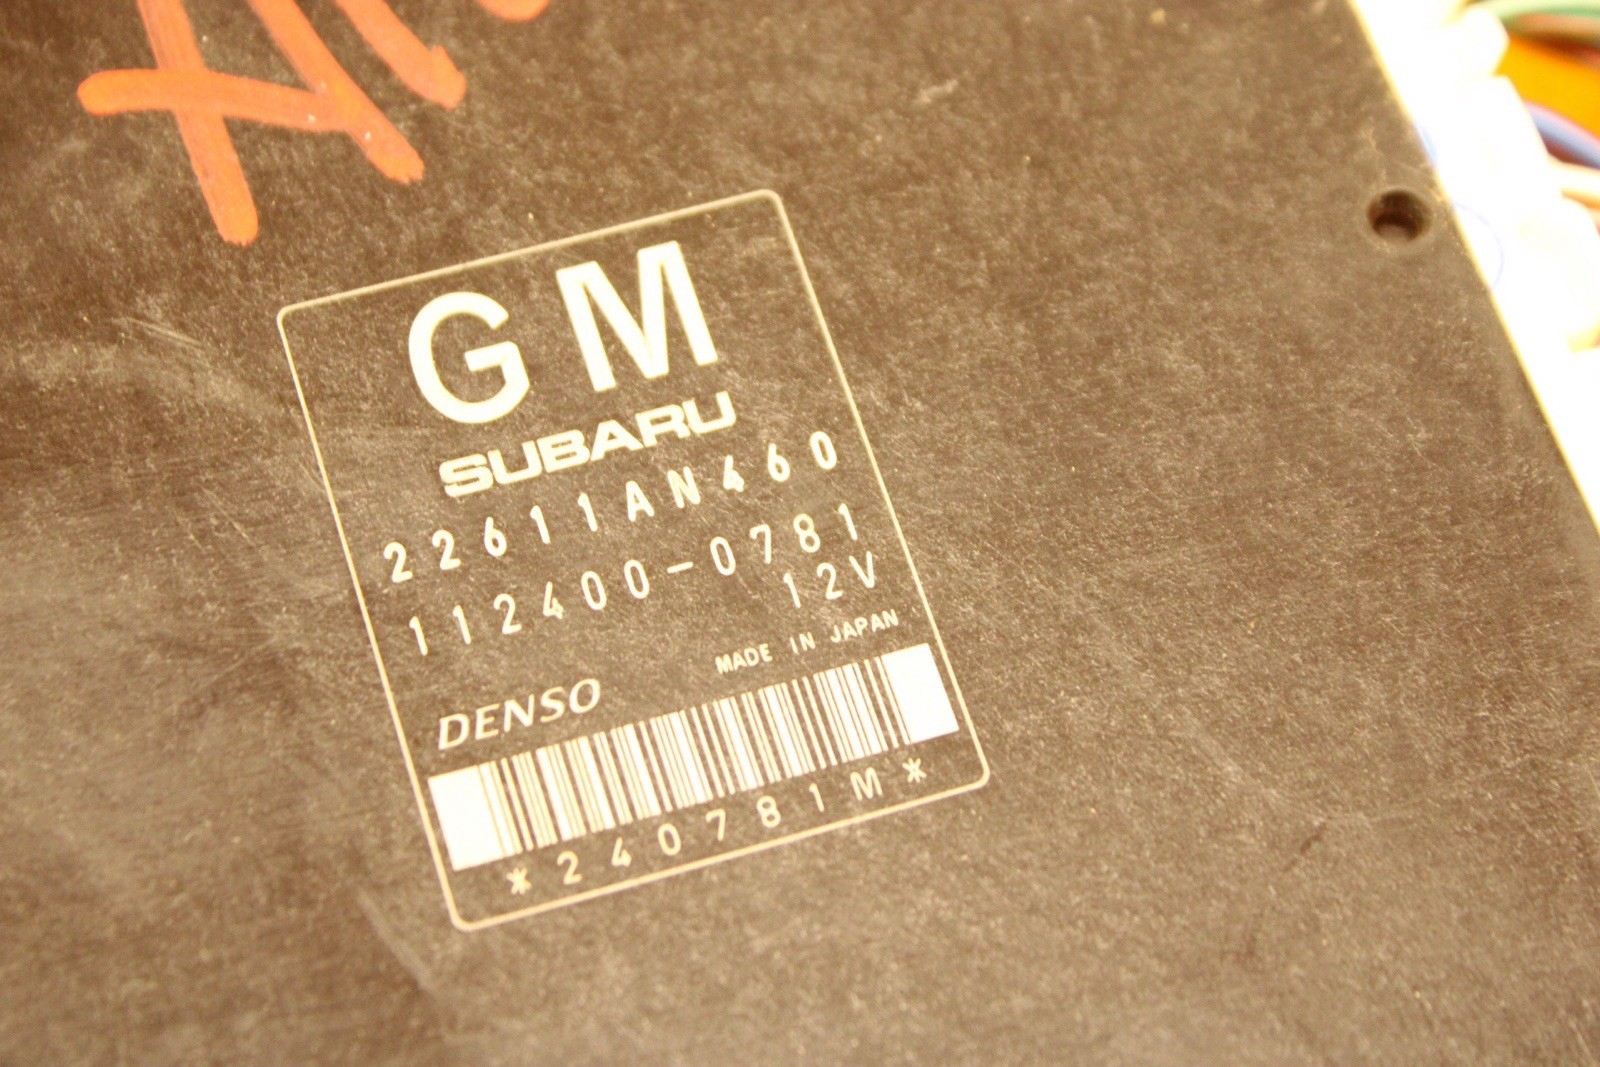 GM
SUBARU
22611AN460
112400-0781
12V
MADE IN JAPAN
DENSO
*240781M*